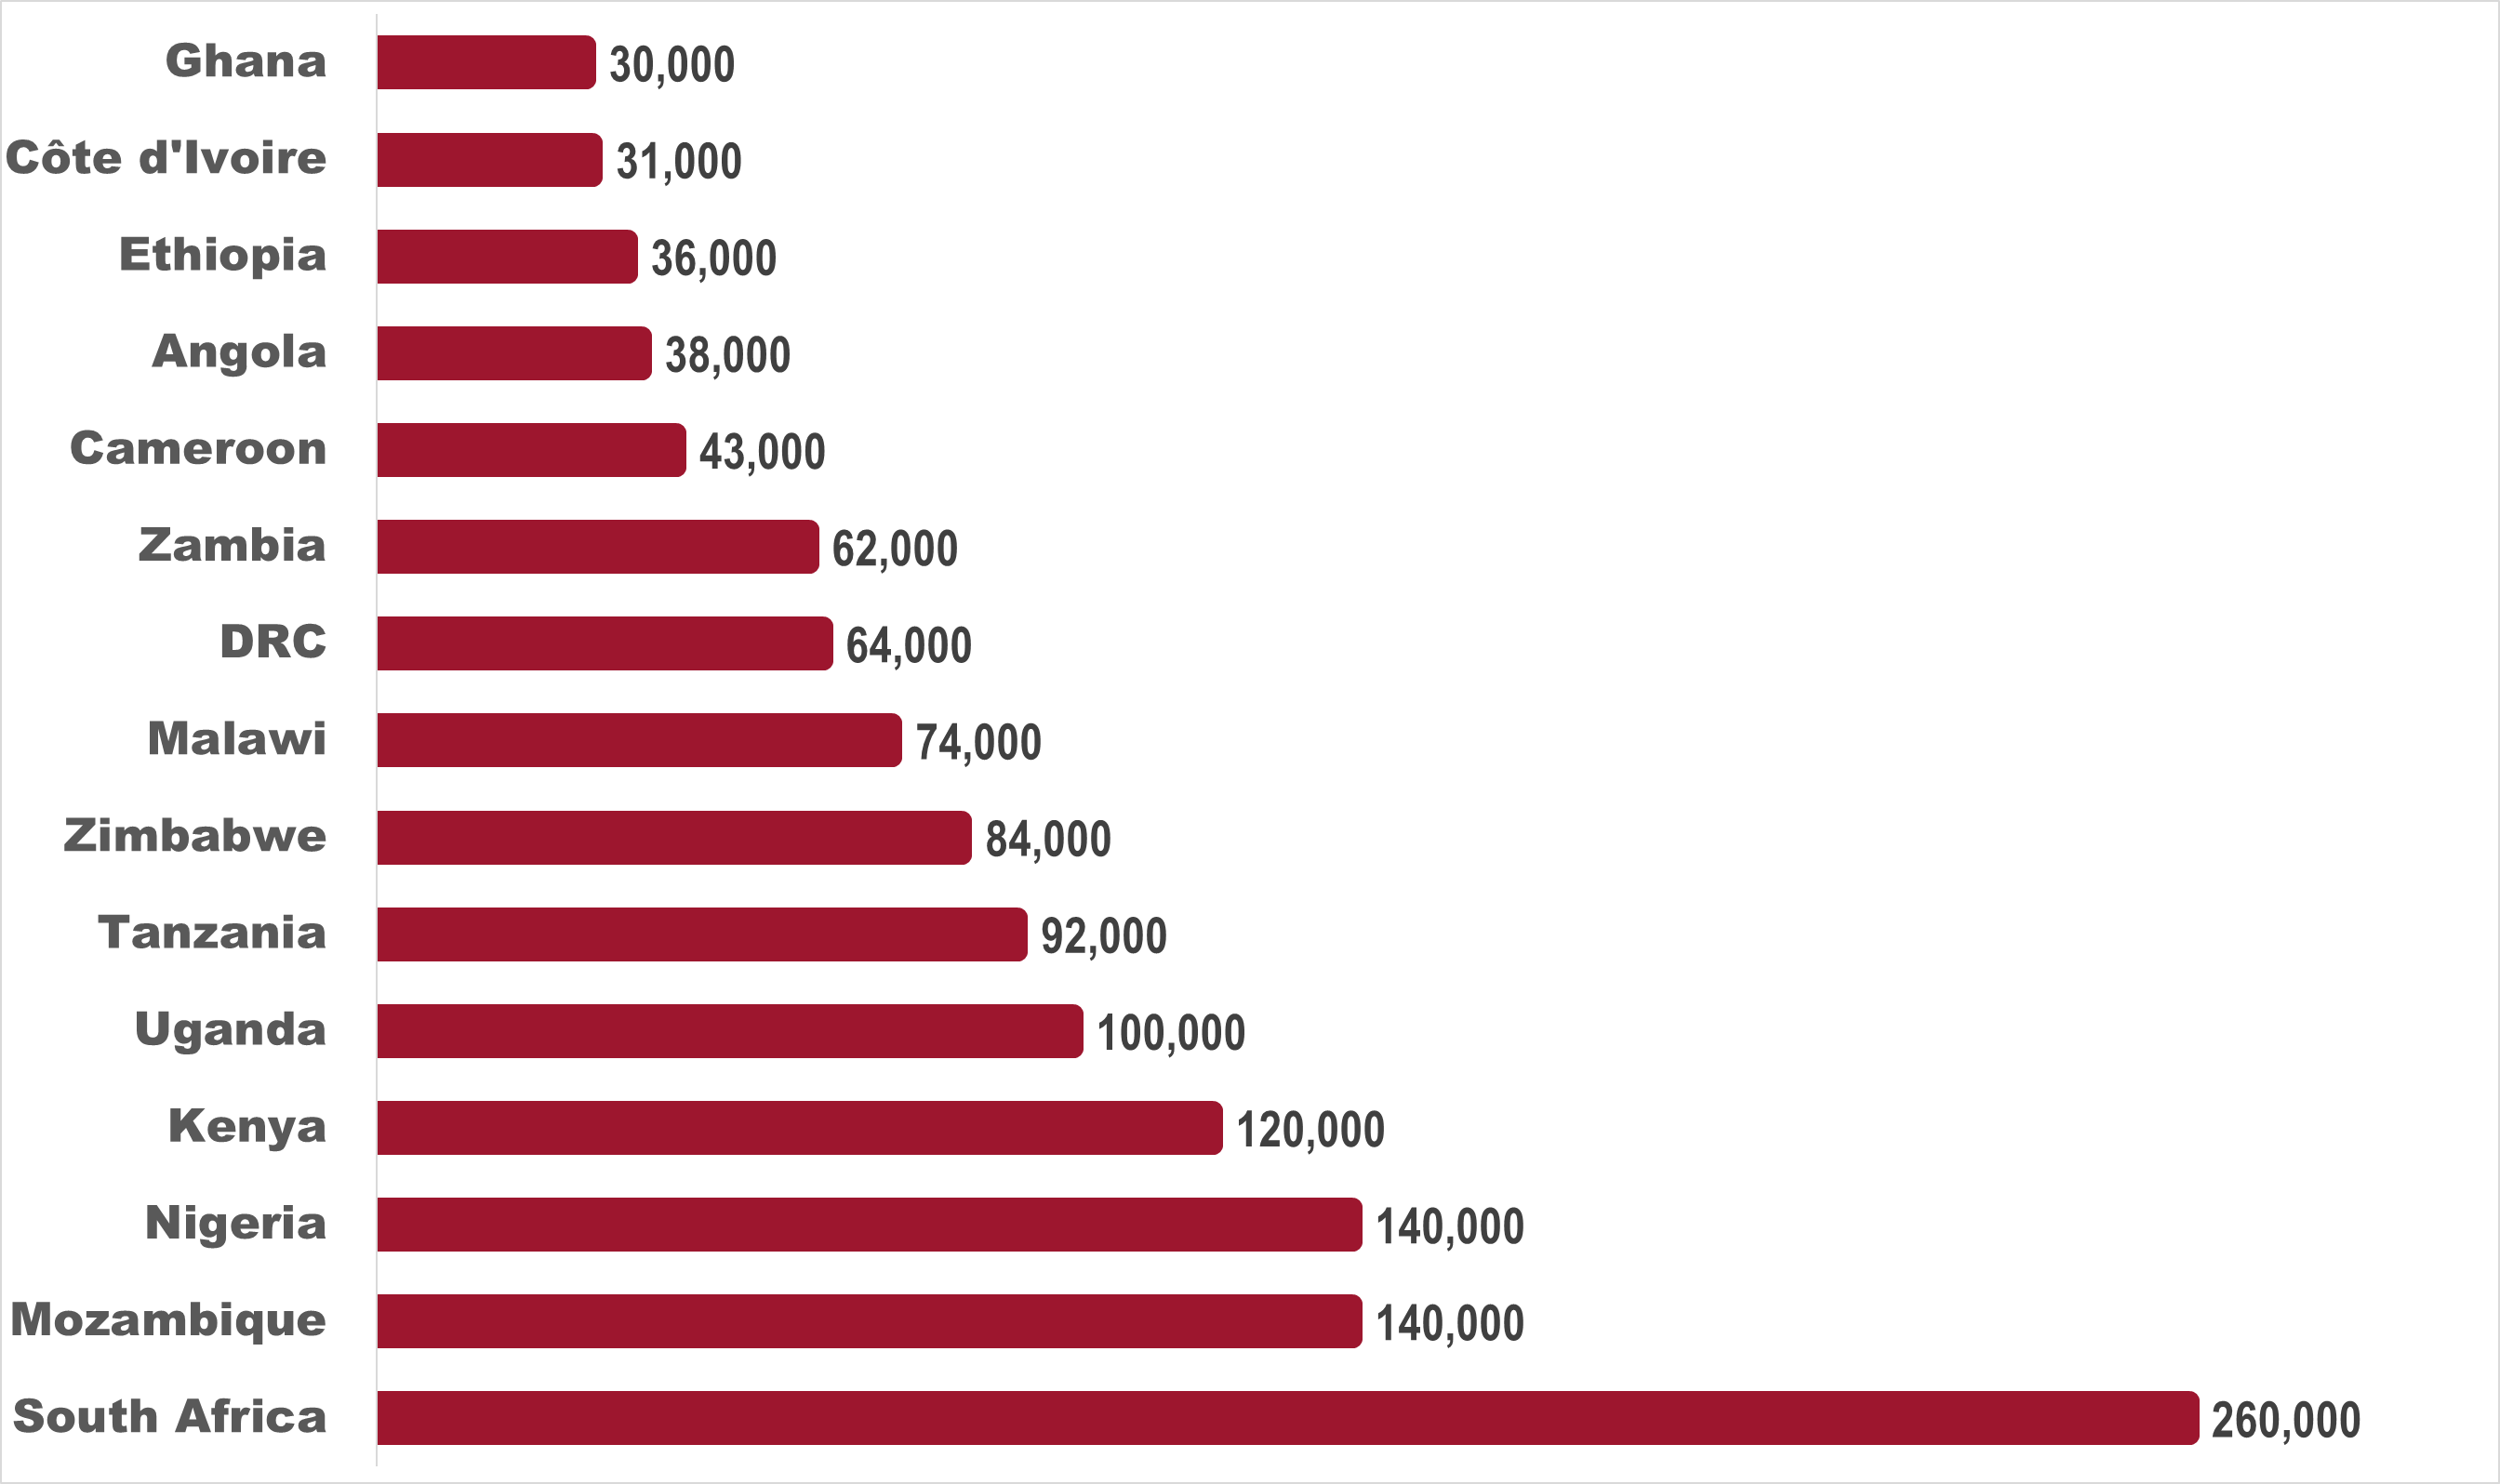 Ghana 30,000
Côte d'Ivoire 31,000
Ethiopia 36,000
Angola 38,000
Cameroon 43,000
Zambia 62,000
DRC 64,000
Malawi 74,000
Zimbabwe 84,000
Tanzania 92,000
Uganda 100,000
Kenya 120,000
Nigeria 140,000
Mozambique 140,000
South Africa 260,000